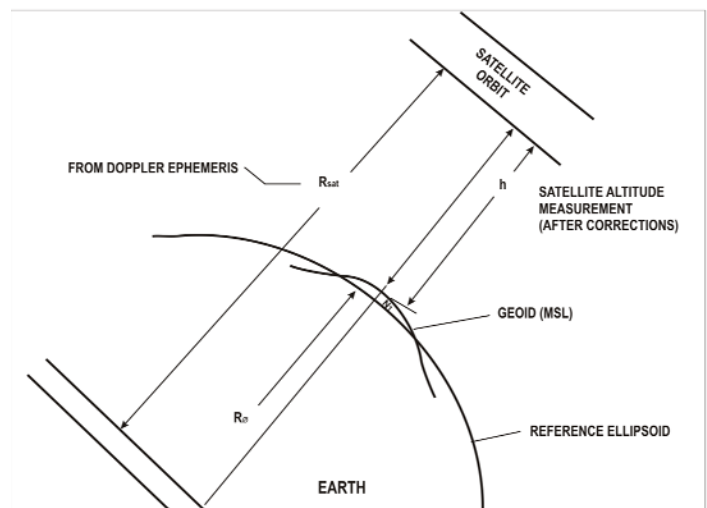 SATELLITE
ORBIT
FROM DOPPLER EPHEMERIS
Rsat
h
SATELLITE ALTITUDE
MEASUREMENT
(AFTER CORRECTIONS)
GEOID (MSL)
Rø
REFERENCE ELLIPSOID
EARTH